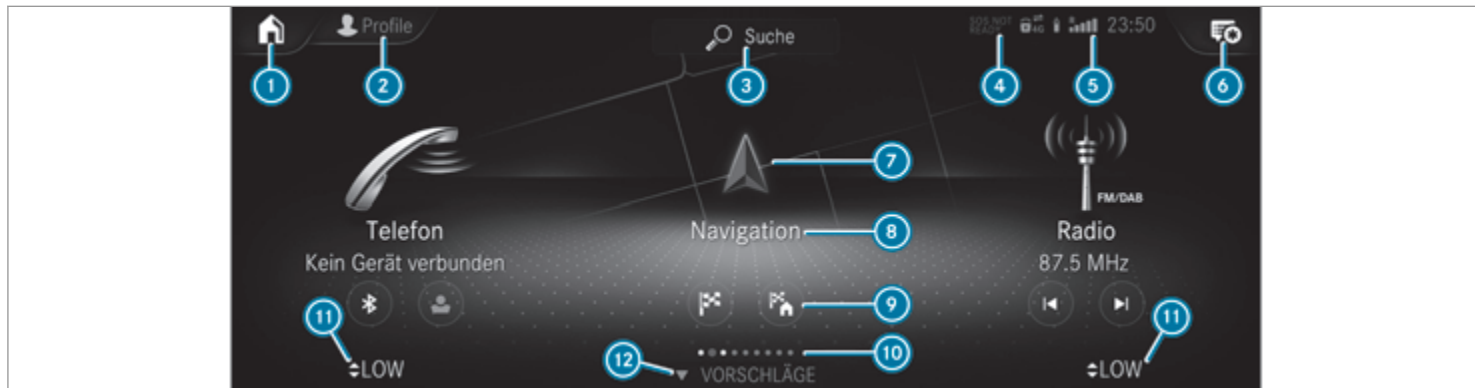 Profile
Suche
SOS NOT READY
4G
23:50
1
2
3
4
5
6
7
FM/DAB
Telefon
Navigation
8
Radio
Kein Gerät verbunden
87.5 MHz
9
11
11
10
12
LOW
VORSCHLÄGE
LOW